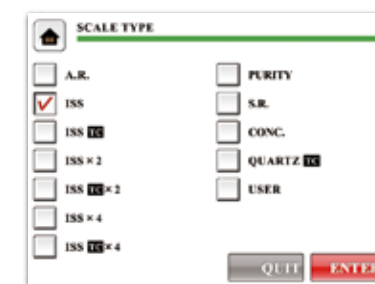 SCALE TYPE
A.R.
ISS
ISS TC
ISS × 2
ISS TC × 2
ISS × 4
ISS TC × 4
PURITY
S.R.
CONC.
QUARTZ TC
USER
QUIT
ENTER